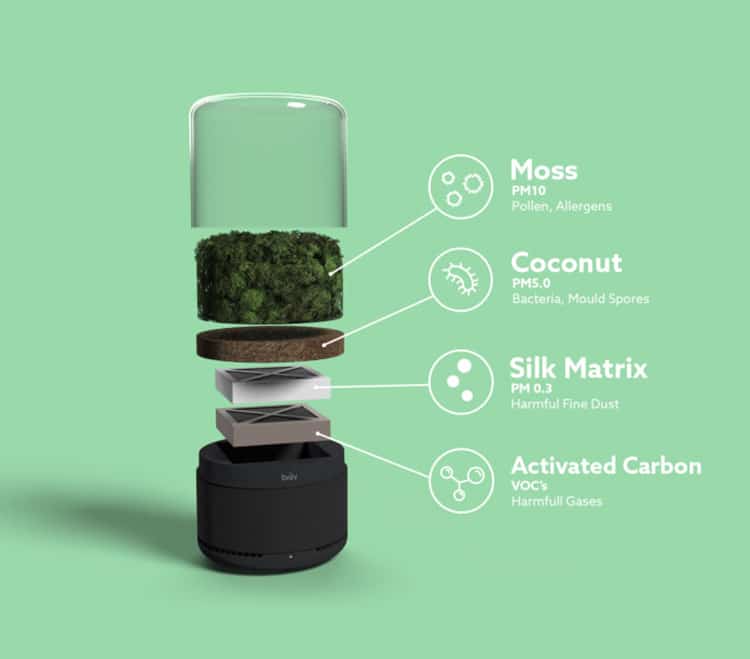 Moss
PM10
Pollen, Allergens
Coconut
PM5.0
Bacteria, Mould Spores
Silk Matrix
PM 0.3
Harmful Fine Dust
Activated Carbon
VOC's
Harmfull Gases
briiv